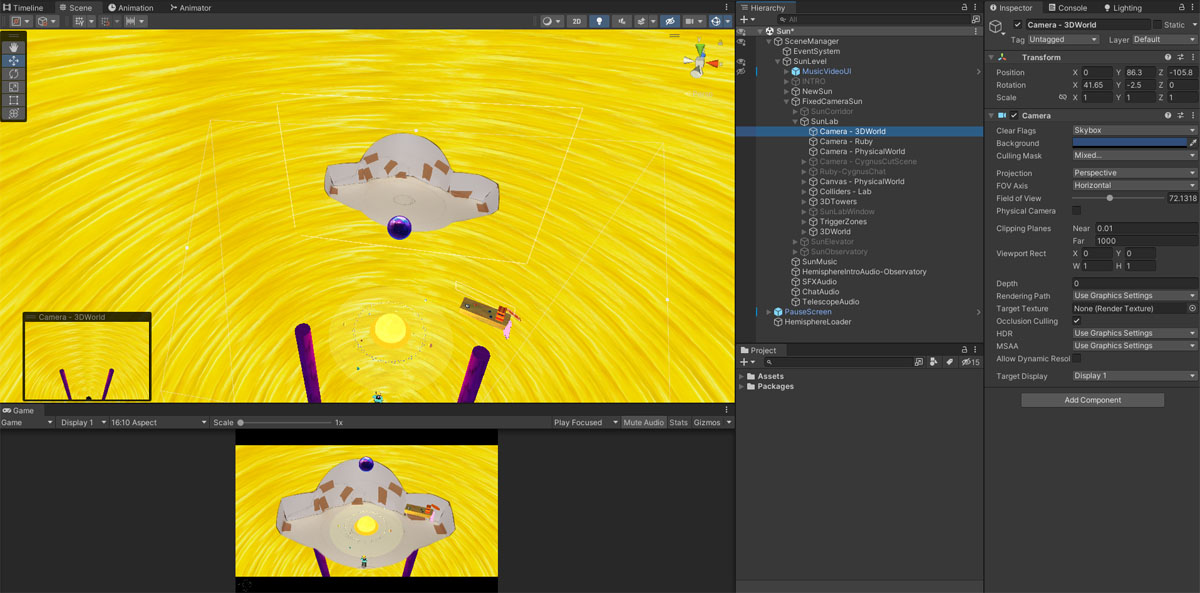 Timeline Scene Animation Animator
2D
Camera - 3DWorld
Game
Game Display 1 16:10 Aspect Scale 1x Play Focused Mute Audio Stats Gizmos
Hierarchy
All
Sun*
SceneManager
EventSystem
SunLevel
MusicVideoUI
INTRO
NewSun
FixedCameraSun
SunCorridor
SunLab
Camera - 3DWorld
Camera - Ruby
Camera - PhysicalWorld
Camera - CygnusCutScene
Ruby-CygnusChat
Canvas - PhysicalWorld
Colliders - Lab
3DTowers
SunLabWindow
TriggerZones
3DWorld
SunElevator
SunObservatory
SunMusic
HemisphereIntroAudio-Observatory
SFXAudio
ChatAudio
TelescopeAudio
PauseScreen
HemisphereLoader
Project
15
Assets
Packages
Inspector Console Lighting
Camera - 3DWorld Static
Tag Untagged Layer Default
Transform
Position X 0 Y 86.3 Z -105.8
Rotation X 41.65 Y -2.5 Z 0
Scale X 1 Y 1 Z 1
Camera
Clear Flags Skybox
Background
Culling Mask Mixed...
Projection Perspective
FOV Axis Horizontal
Field of View 72.1318
Physical Camera
Clipping Planes Near 0.01
Far 1000
Viewport Rect X 0 Y 0
W 1 H 1
Depth 0
Rendering Path Use Graphics Settings
Target Texture None (Render Texture)
Occlusion Culling
HDR Use Graphics Settings
MSAA Use Graphics Settings
Allow Dynamic Resol
Target Display Display 1
Add Component